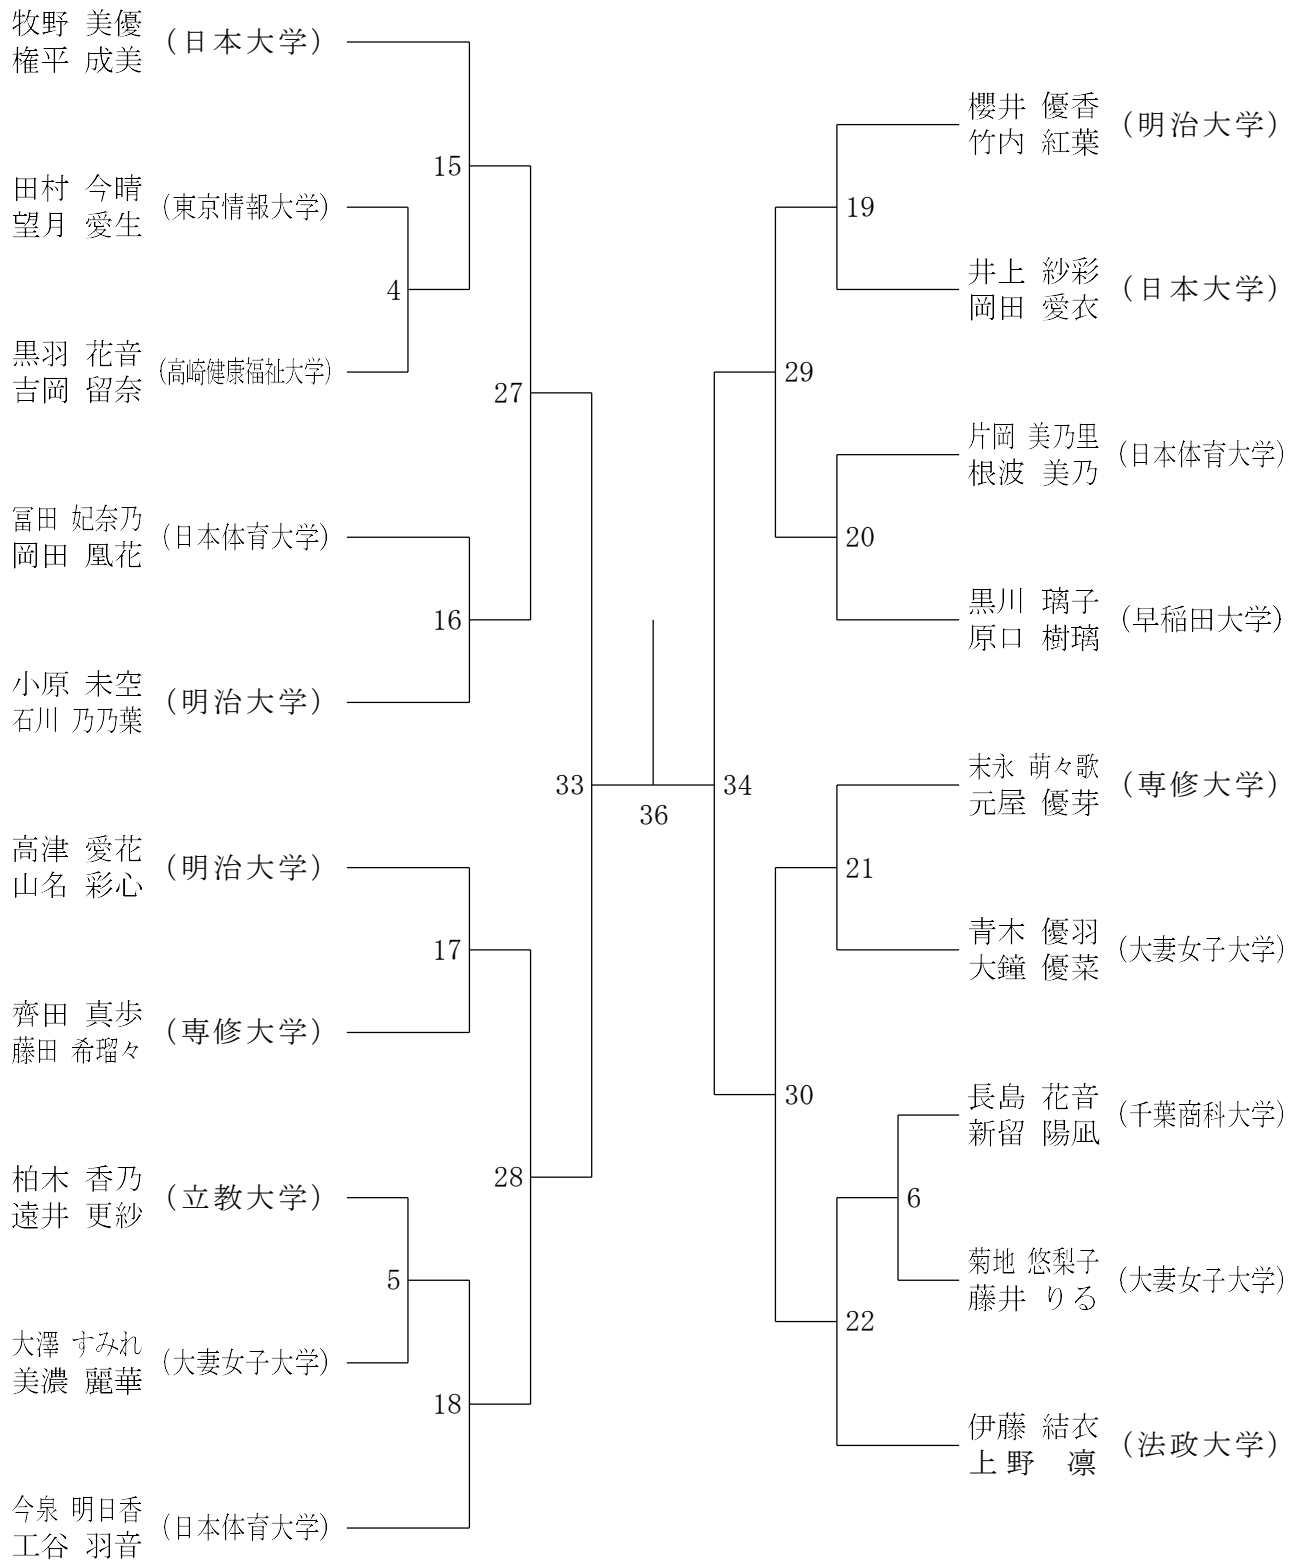 牧野 美優
権平 成美
（日本大学）
15
田村 今晴
望月 愛生
（東京情報大学）
4
黒羽 花音
吉岡 留奈
（高崎健康福祉大学）
27
冨田 妃奈乃
岡田 凰花
（日本体育大学）
16
小原 未空
石川 乃乃葉
（明治大学）
33
高津 愛花
山名 彩心
（明治大学）
17
齊田 真歩
藤田 希瑠々
（専修大学）
28
柏木 香乃
遠井 更紗
（立教大学）
5
大澤 すみれ
美濃 麗華
（大妻女子大学）
18
今泉 明日香
工谷 羽音
（日本体育大学）
36
櫻井 優香
竹内 紅葉
（明治大学）
19
井上 紗彩
岡田 愛衣
（日本大学）
29
片岡 美乃里
根波 美乃
（日本体育大学）
20
黒川 璃子
原口 樹璃
（早稲田大学）
34
末永 萌々歌
元屋 優芽
（専修大学）
21
青木 優羽
大鐘 優菜
（大妻女子大学）
30
長島 花音
新留 陽凪
（千葉商科大学）
6
菊地 悠梨子
藤井 りる
（大妻女子大学）
22
伊藤 結衣
上野 凛
（法政大学）